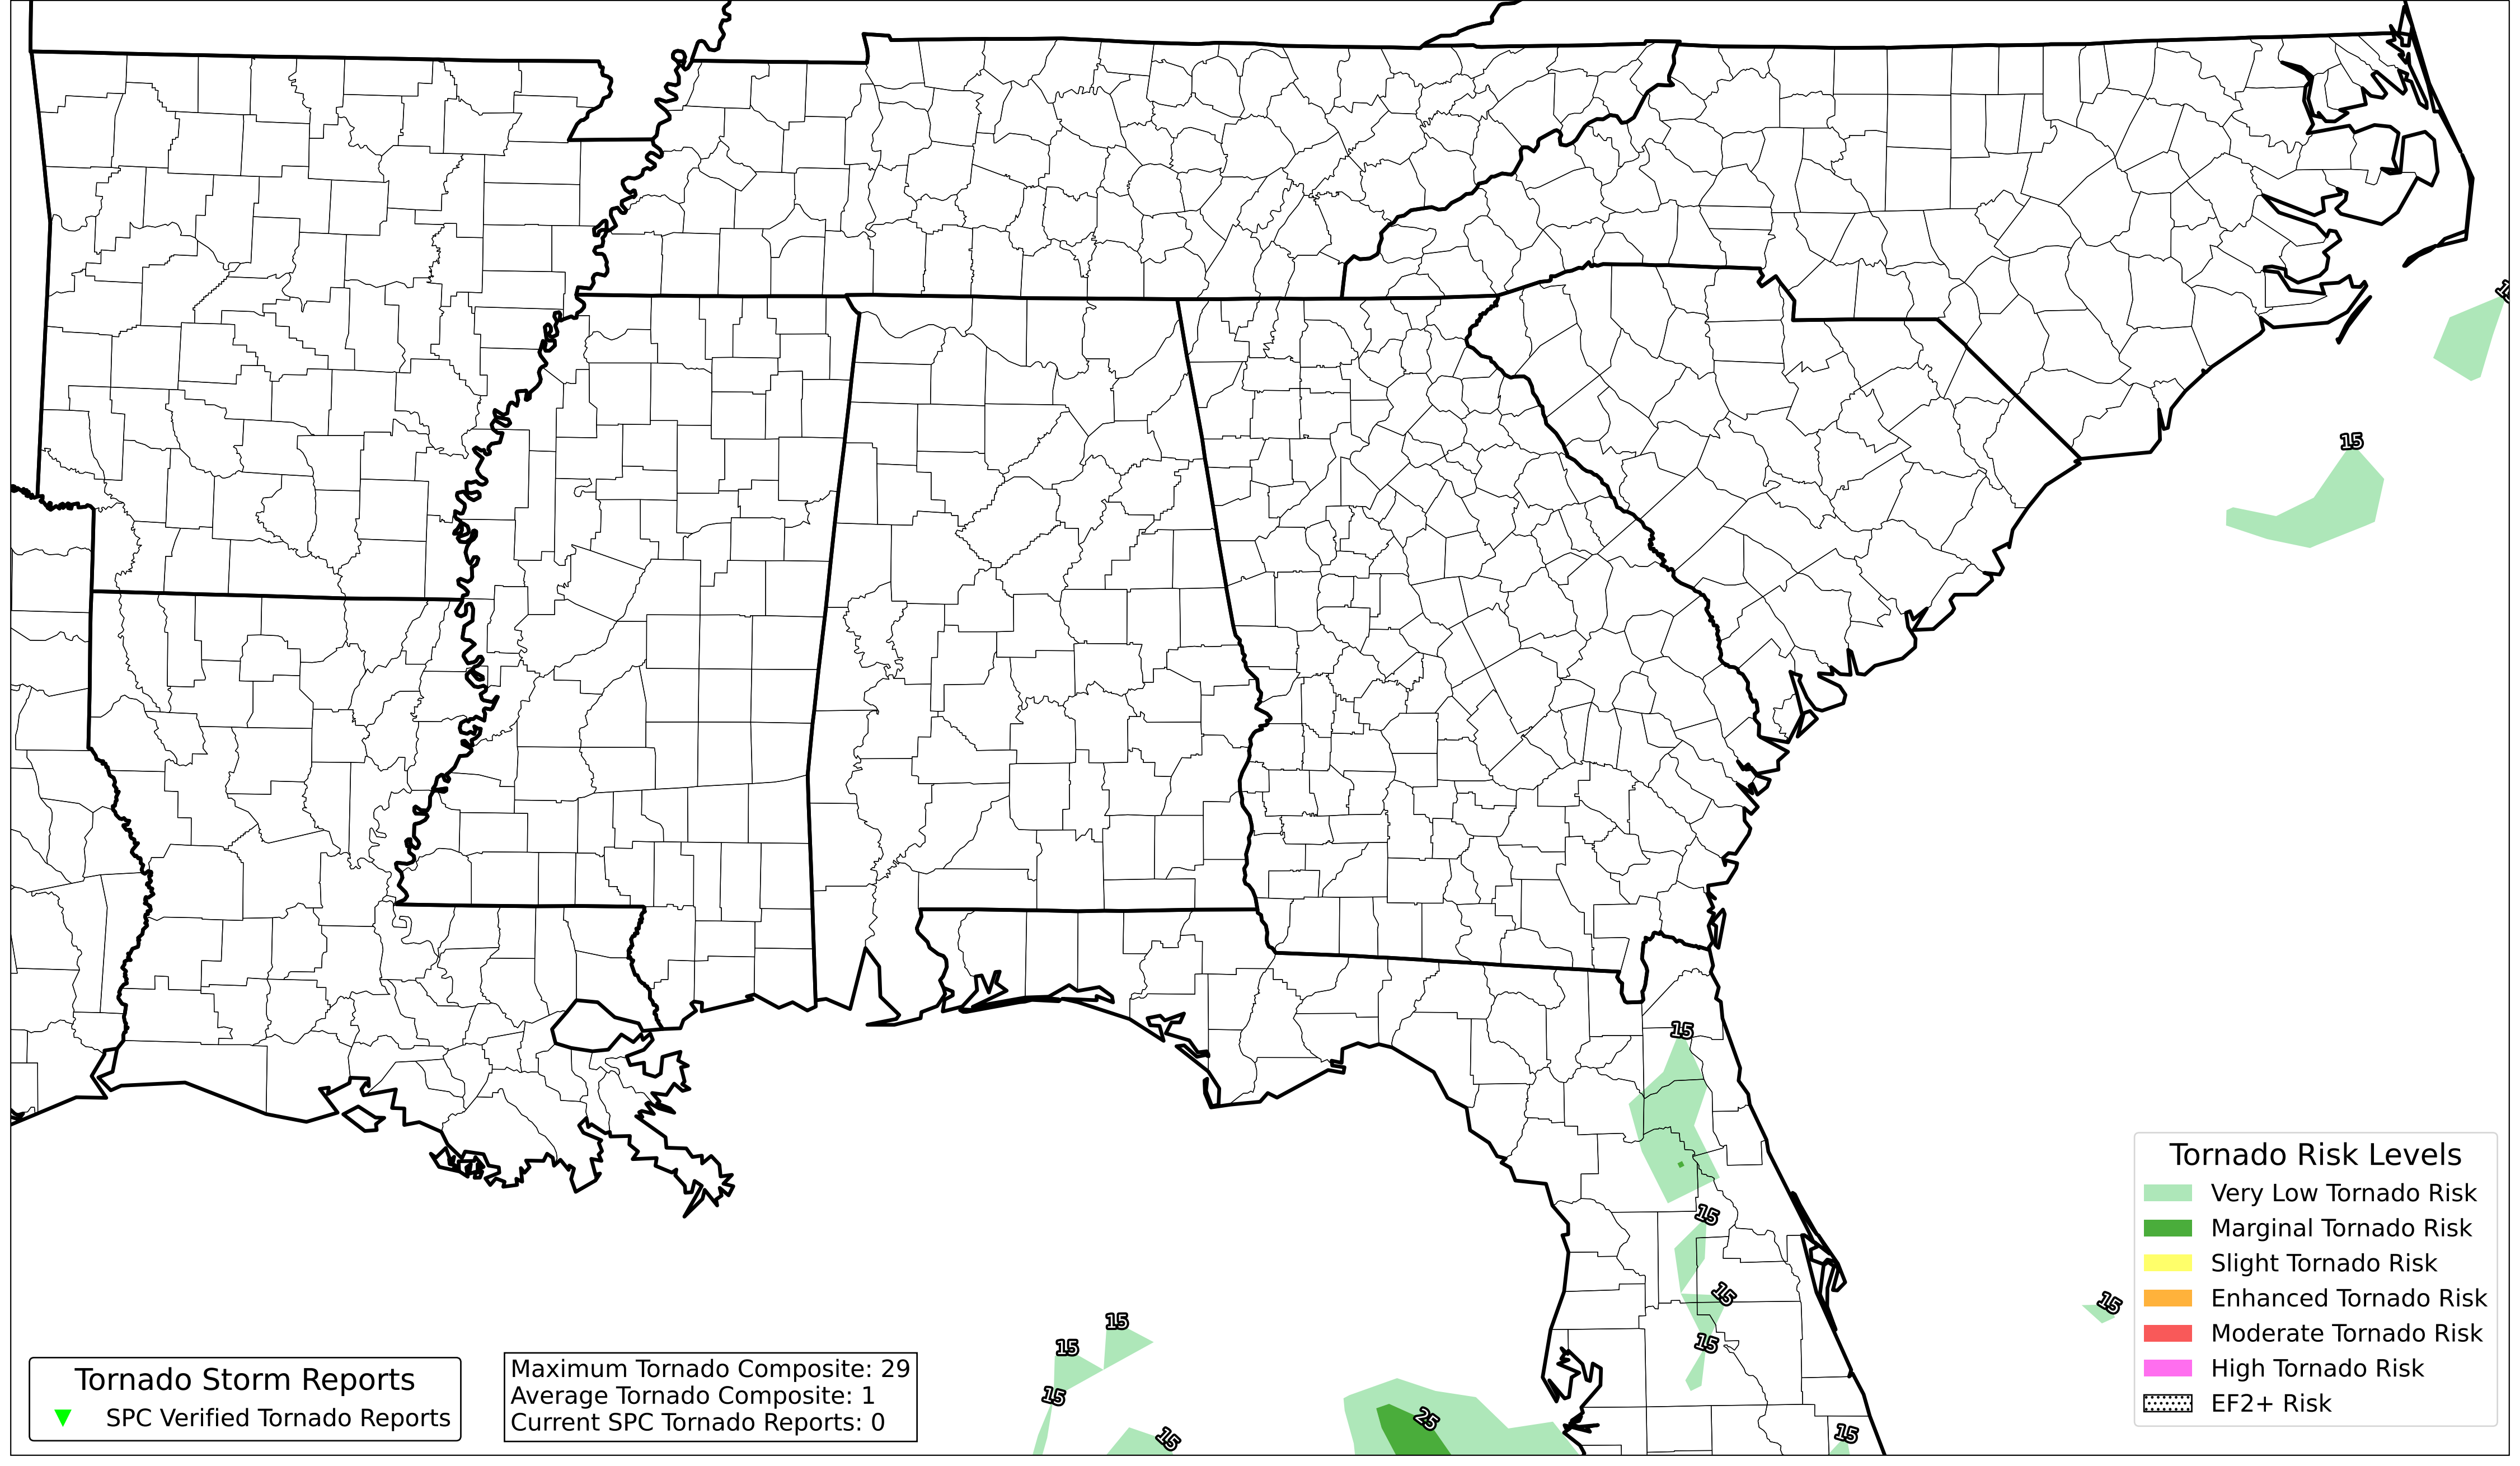 15
15
15
15
15
15
15
15
15
15
15
25
15
Tornado Risk Levels
Very Low Tornado Risk
Marginal Tornado Risk
Slight Tornado Risk
Enhanced Tornado Risk
Moderate Tornado Risk
High Tornado Risk
EF2+ Risk
Tornado Storm Reports
SPC Verified Tornado Reports
Maximum Tornado Composite: 29
Average Tornado Composite: 1
Current SPC Tornado Reports: 0